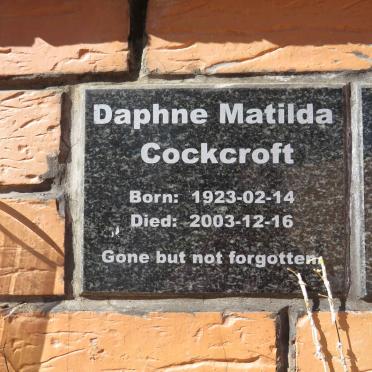 Daphne Matilda
Cockcroft
Born: 1923-02-14
Died: 2003-12-16
Gone but not forgotten.